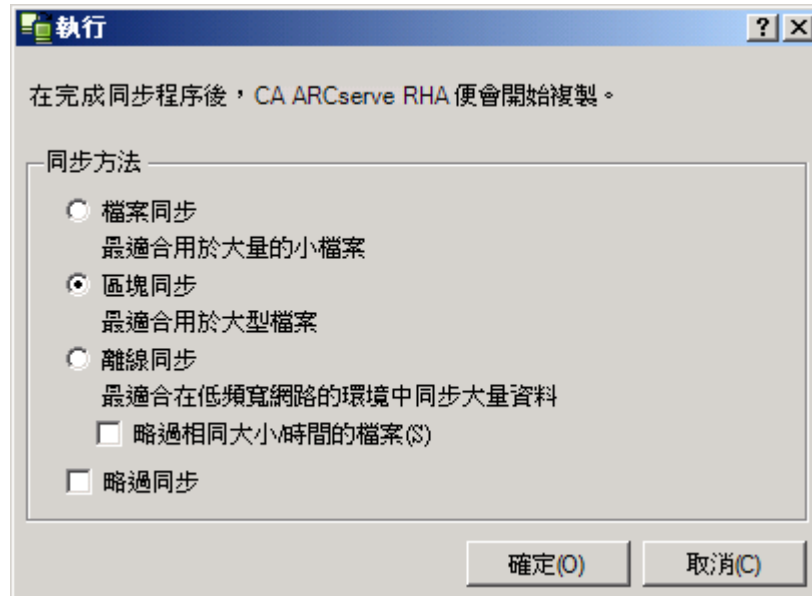 執行
在完成同步程序後，CA ARCserve RHA 便會開始複製。
同步方法
檔案同步
最適合用於大量的小檔案
區塊同步
最適合用於大型檔案
離線同步
最適合在低頻寬網路的環境中同步大量資料
略過相同大小/時間的檔案(S)
略過同步
確定(O) 取消(C)